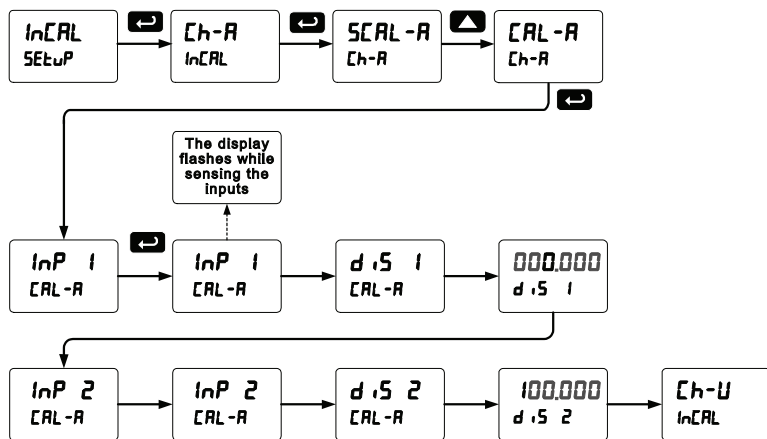 InCAL
SEtuP
Ch-A
InCAL
SCAL-A
Ch-A
CAL-A
Ch-A
The display
flashes while
sensing the
inputs
InP 1
CAL-A
InP 1
CAL-A
diS 1
CAL-A
000.000
diS 1
InP 2
CAL-A
InP 2
CAL-A
diS 2
CAL-A
100.000
diS 2
Ch-U
InCAL